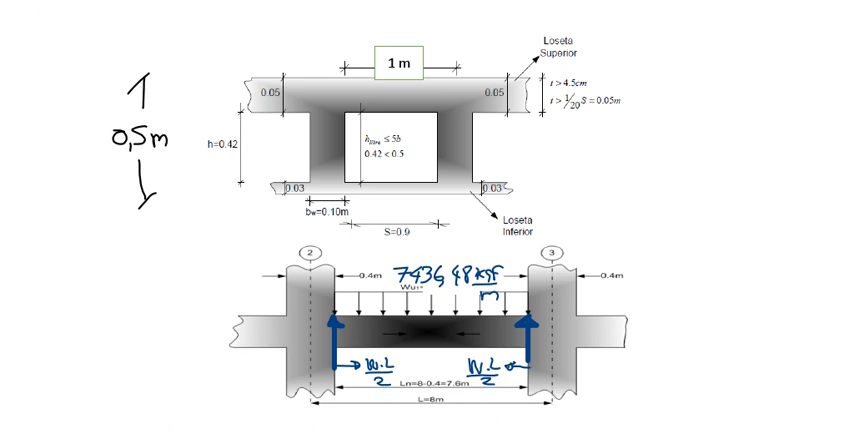 Loseta
Superior
1 m
0.05
0.05
t > 4.5cm
t > 1/20 S = 0.05m
0,5m
h=0.42
h_libre ≤ 5b
0.42 < 0.5
0.03
0.03
bw=0.10m
S=0.9
Loseta
Inferior
2
3
0.4m
7436,48 kgf/m
0.4m
W.L/2
W.L/2
Ln=8-0.4=7.6m
L=8m